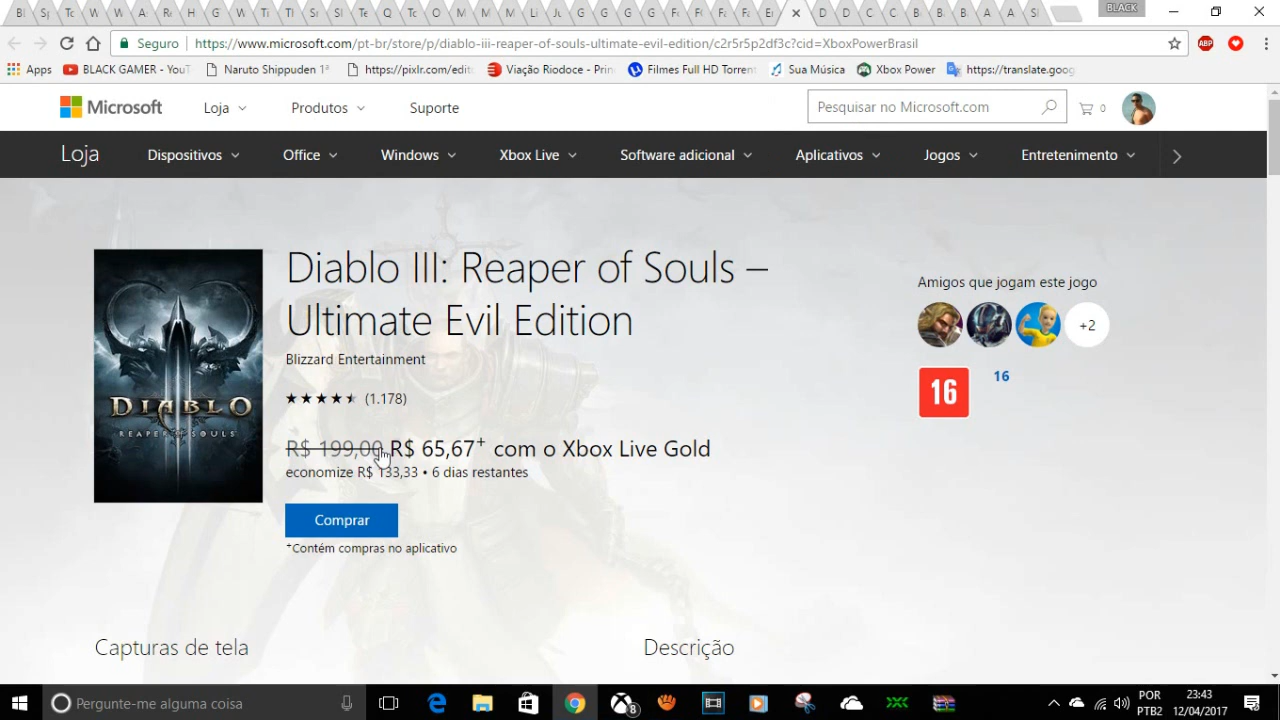 BLACK
Seguro https://www.microsoft.com/pt-br/store/p/diablo-iii-reaper-of-souls-ultimate-evil-edition/c2r5r5p2df3c?cid=XboxPowerBrasil ABP
Apps BLACK GAMER - YouT Naruto Shippuden 1ª https://pixlr.com/edit Viação Riodoce - Prin Filmes Full HD Torrent Sua Música Xbox Power https://translate.goog
Microsoft Loja Produtos Suporte Pesquisar no Microsoft.com 0
Loja Dispositivos Office Windows Xbox Live Software adicional Aplicativos Jogos Entretenimento
Diablo III: Reaper of Souls –
Ultimate Evil Edition
Blizzard Entertainment
(1.178)
R$ 199,00 R$ 65,67+ com o Xbox Live Gold
economize R$ 133,33 • 6 dias restantes
Comprar
+Contém compras no aplicativo
DIABLO
REAPER OF SOULS
Amigos que jogam este jogo
+2
16 16
Capturas de tela Descrição
Pergunte-me alguma coisa 8 POR 23:43
PTB2 12/04/2017